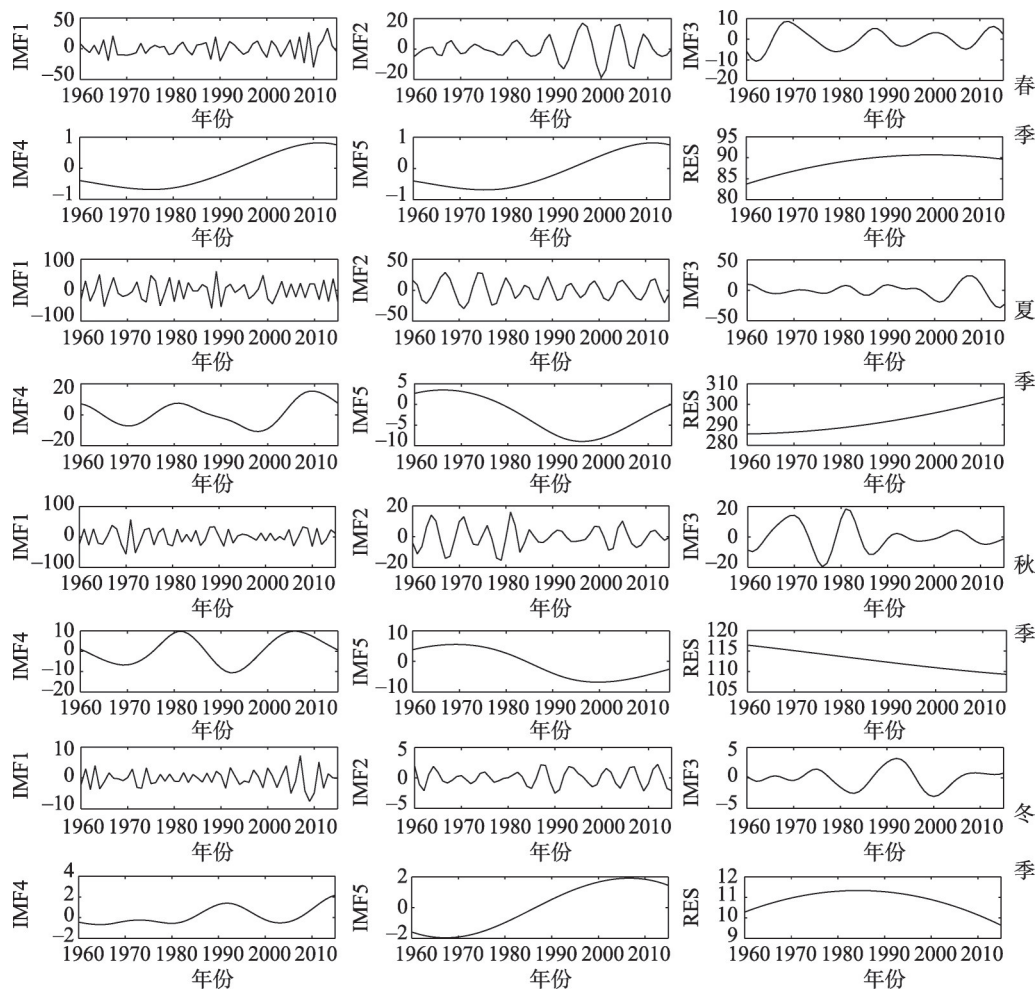 IMF1 50 0 −50 1960 1970 1980 1990 2000 2010 年份
IMF2 20 0 −20 1960 1970 1980 1990 2000 2010 年份
IMF3 10 0 −10 −20 1960 1970 1980 1990 2000 2010 年份
春季
IMF4 1 0 −1 1960 1970 1980 1990 2000 2010 年份
IMF5 1 0 −1 1960 1970 1980 1990 2000 2010 年份
RES 95 90 85 80 1960 1970 1980 1990 2000 2010 年份
IMF1 100 0 −100 1960 1970 1980 1990 2000 2010 年份
IMF2 50 0 −50 1960 1970 1980 1990 2000 2010 年份
IMF3 50 0 −50 1960 1970 1980 1990 2000 2010 年份
夏季
IMF4 20 0 −20 1960 1970 1980 1990 2000 2010 年份
IMF5 5 0 −5 −10 1960 1970 1980 1990 2000 2010 年份
RES 310 300 290 280 1960 1970 1980 1990 2000 2010 年份
IMF1 100 0 −100 1960 1970 1980 1990 2000 2010 年份
IMF2 20 0 −20 1960 1970 1980 1990 2000 2010 年份
IMF3 20 0 −20 1960 1970 1980 1990 2000 2010 年份
秋季
IMF4 10 0 −10 −20 1960 1970 1980 1990 2000 2010 年份
IMF5 10 0 −10 1960 1970 1980 1990 2000 2010 年份
RES 120 115 110 105 1960 1970 1980 1990 2000 2010 年份
IMF1 10 0 −10 1960 1970 1980 1990 2000 2010 年份
IMF2 5 0 −5 1960 1970 1980 1990 2000 2010 年份
IMF3 5 0 −5 1960 1970 1980 1990 2000 2010 年份
冬季
IMF4 4 2 0 −2 1960 1970 1980 1990 2000 2010 年份
IMF5 2 0 −2 1960 1970 1980 1990 2000 2010 年份
RES 12 11 10 9 1960 1970 1980 1990 2000 2010 年份